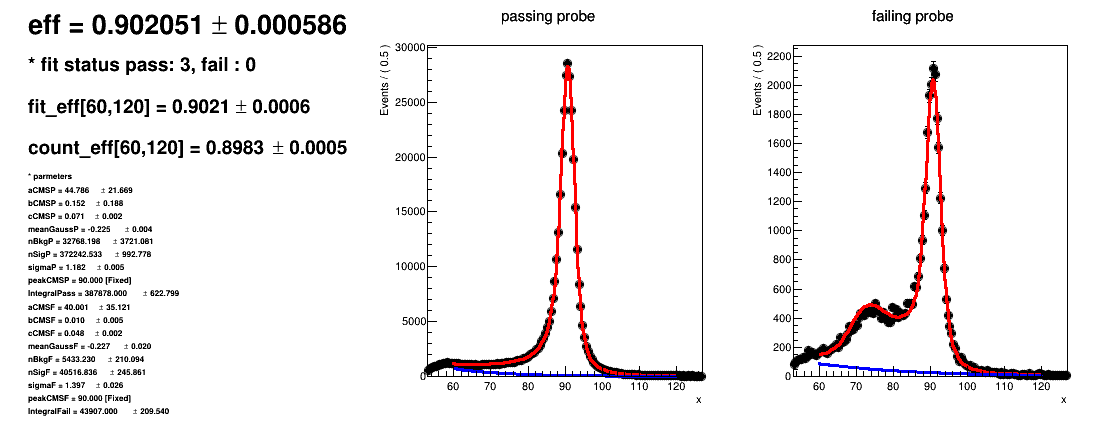 eff = 0.902051 ± 0.000586
* fit status pass: 3, fail : 0
fit_eff[60,120] = 0.9021 ± 0.0006
count_eff[60,120] = 0.8983 ± 0.0005
* parmeters
aCMSP = 44.786 ± 21.669
bCMSP = 0.152 ± 0.188
cCMSP = 0.071 ± 0.002
meanGaussP = -0.225 ± 0.004
nBkgP = 32768.198 ± 3721.081
nSigP = 372242.533 ± 992.778
sigmaP = 1.182 ± 0.005
peakCMSP = 90.000 [Fixed]
IntegralPass = 387878.000 ± 622.799
aCMSF = 40.001 ± 35.121
bCMSF = 0.010 ± 0.005
cCMSF = 0.048 ± 0.002
meanGaussF = -0.227 ± 0.020
nBkgF = 5433.230 ± 210.094
nSigF = 40516.836 ± 245.861
sigmaF = 1.397 ± 0.026
peakCMSF = 90.000 [Fixed]
IntegralFail = 43907.000 ± 209.540
passing probe
Events / ( 0.5 )
30000
25000
20000
15000
10000
5000
0
60 70 80 90 100 110 120
x
failing probe
Events / ( 0.5 )
2200
2000
1800
1600
1400
1200
1000
800
600
400
200
0
60 70 80 90 100 110 120
x